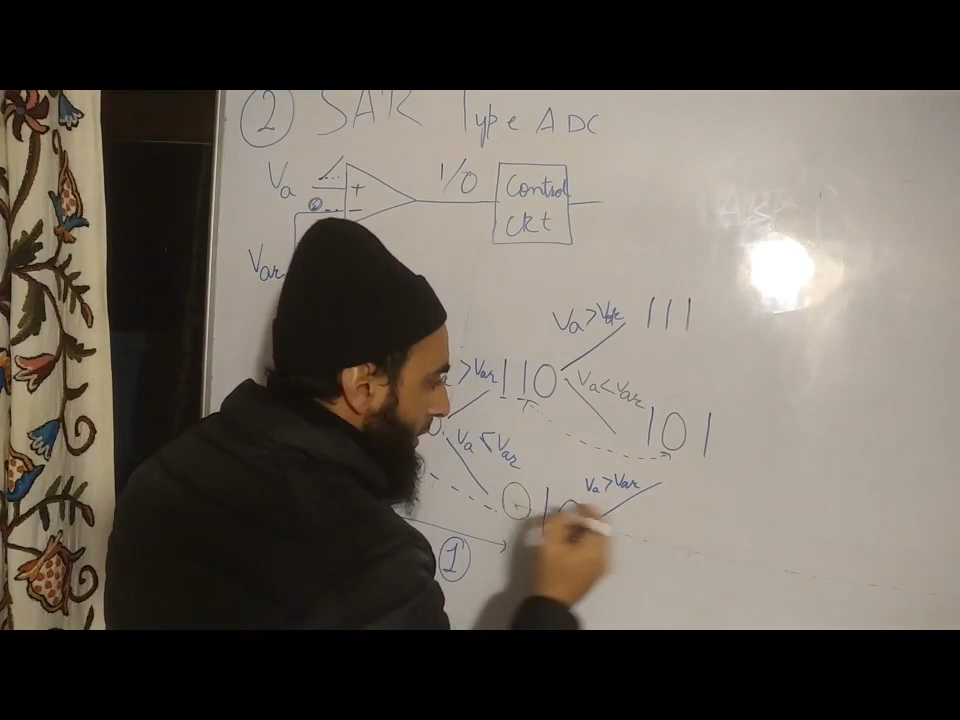 ② SAR Type ADC
Va + 1/0 Control
- CKt
Var
Va>Var 111
>Var 110 Va<Var
Va<Var 101
Va>Var
0 10
①